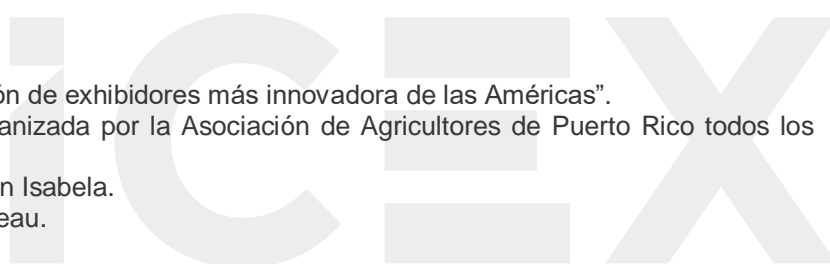 ICEX
ón de exhibidores más innovadora de las Américas”.
anizada por la Asociación de Agricultores de Puerto Rico todos los
n Isabela.
eau.